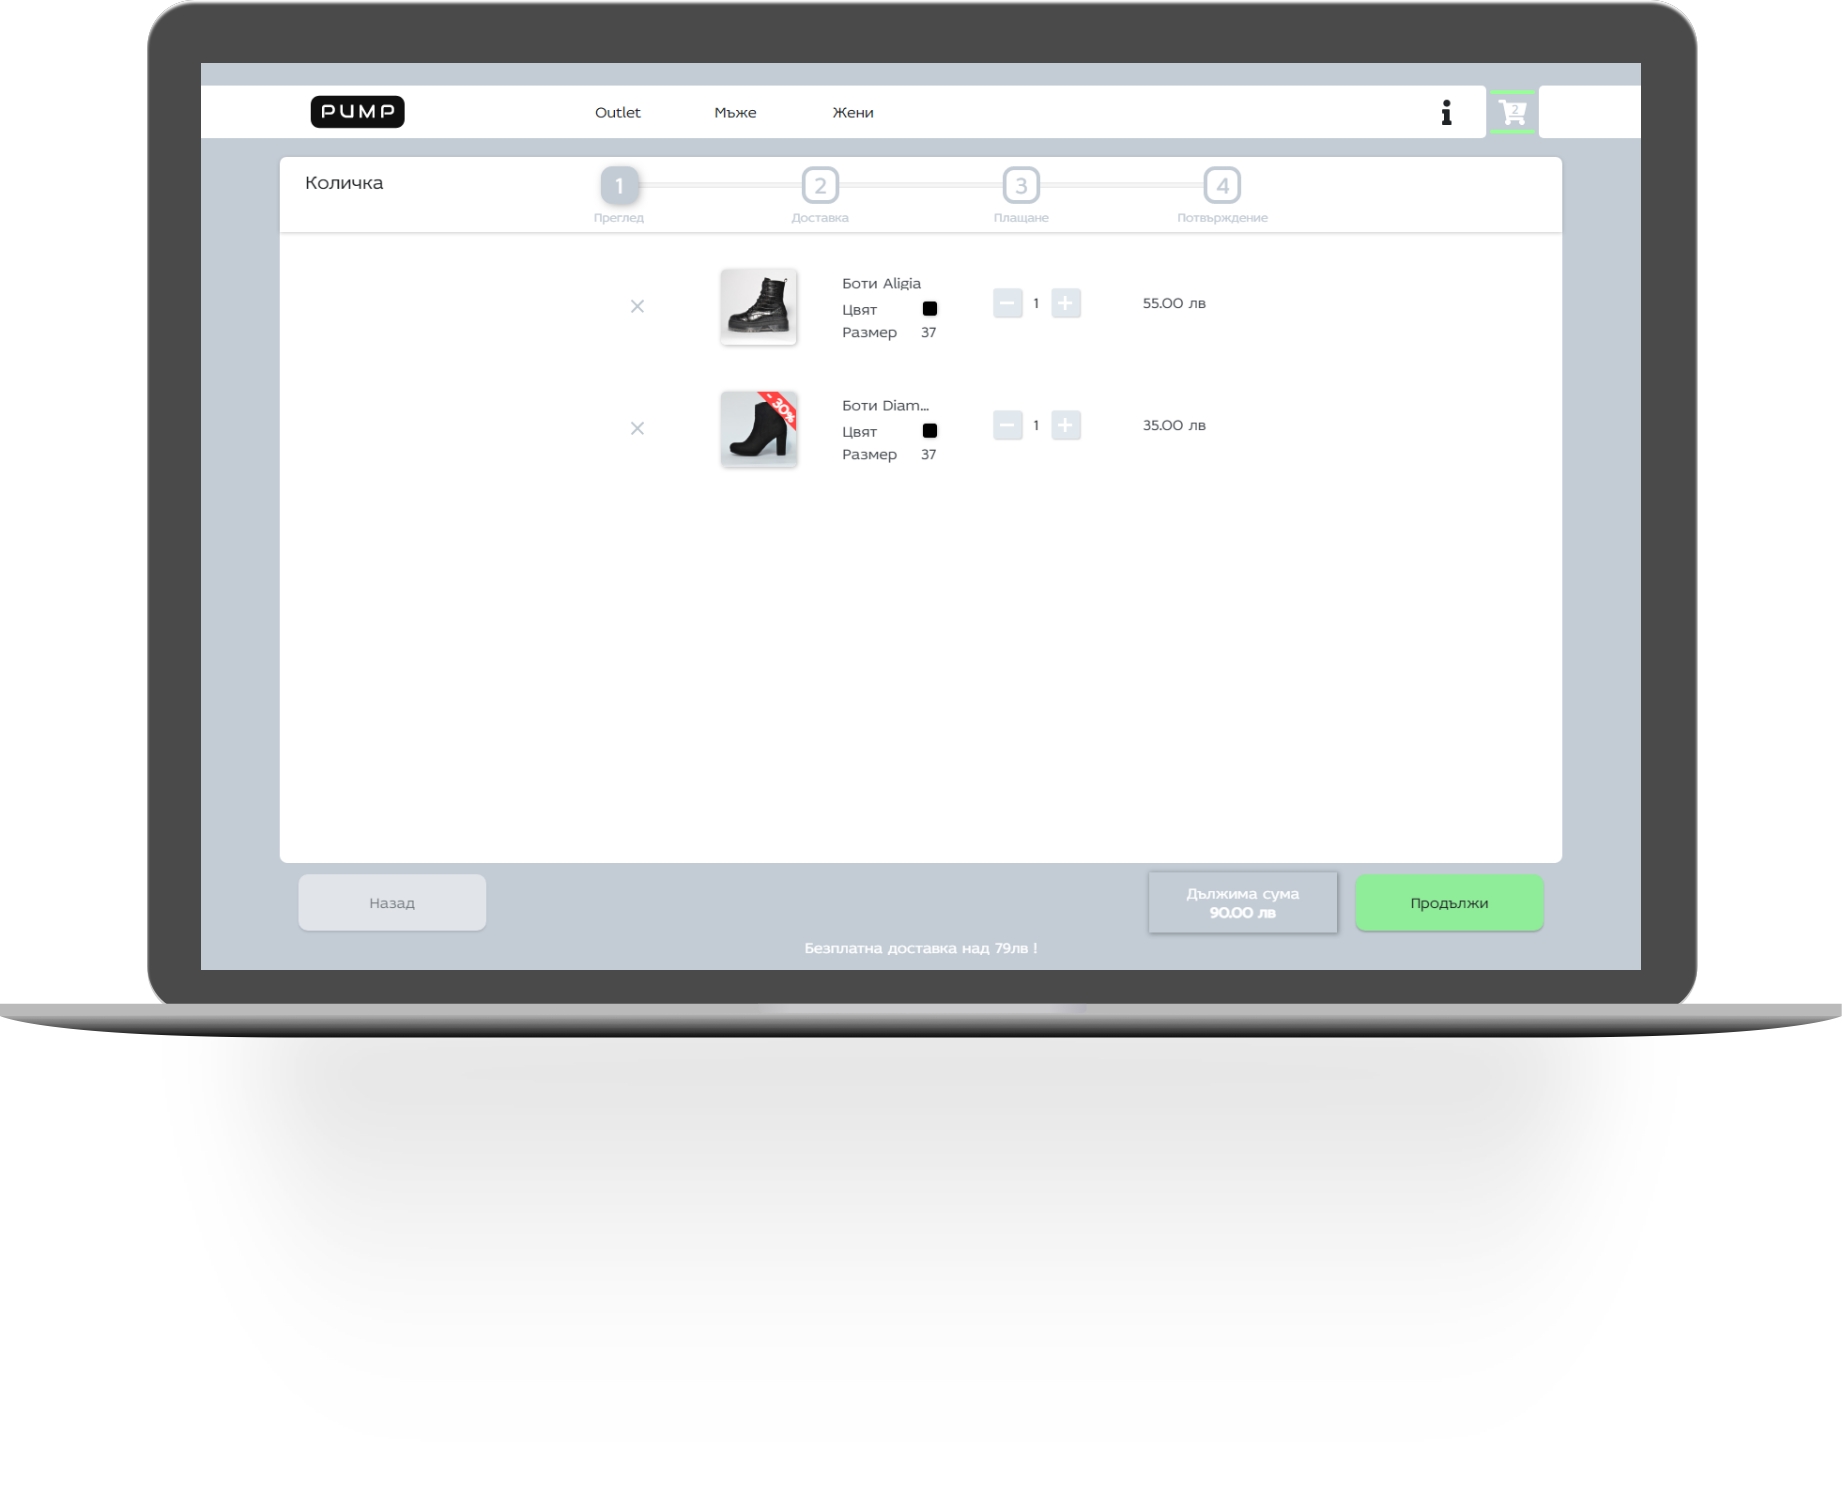 PUMP
Outlet Мъже Жени
2
Количка
1 2 3 4
Преглед Доставка Плащане Потвърждение
Боти Aligia
Цвят
Размер 37
1
55.00 лв
- 30%
Боти Diam...
Цвят
Размер 37
1
35.00 лв
Назад
Дължима сума
90.00 лв
Продължи
Безплатна доставка над 79лв !